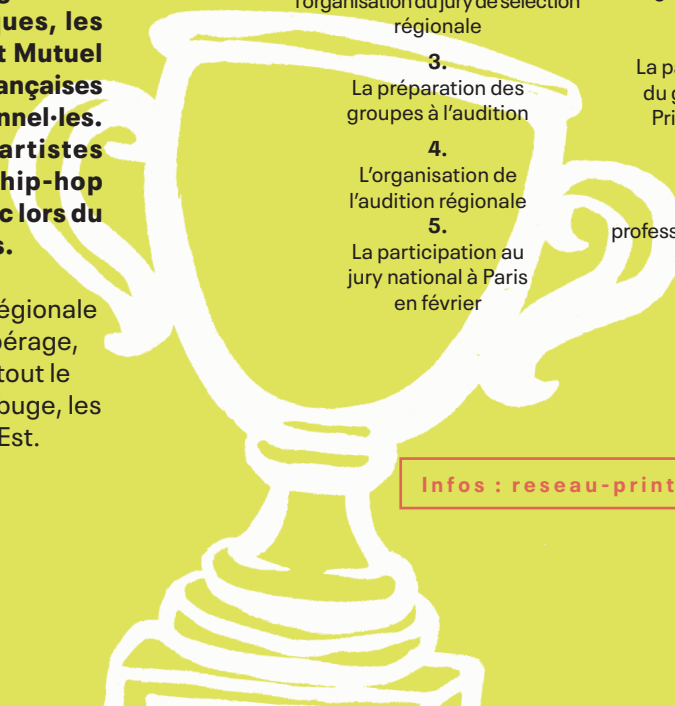 ques, les
t Mutuel
ançaises
nnel·les.
artistes
hip-hop
c lors du
s.
égionale
pérage,
tout le
ouge, les
Est.
l'organisation du jury de sélection
régionale
3.
La préparation des
groupes à l'audition
4.
L'organisation de
l'audition régionale
5.
La participation au
jury national à Paris
en février
La pa
du g
Pri
profess
Infos : reseau-print